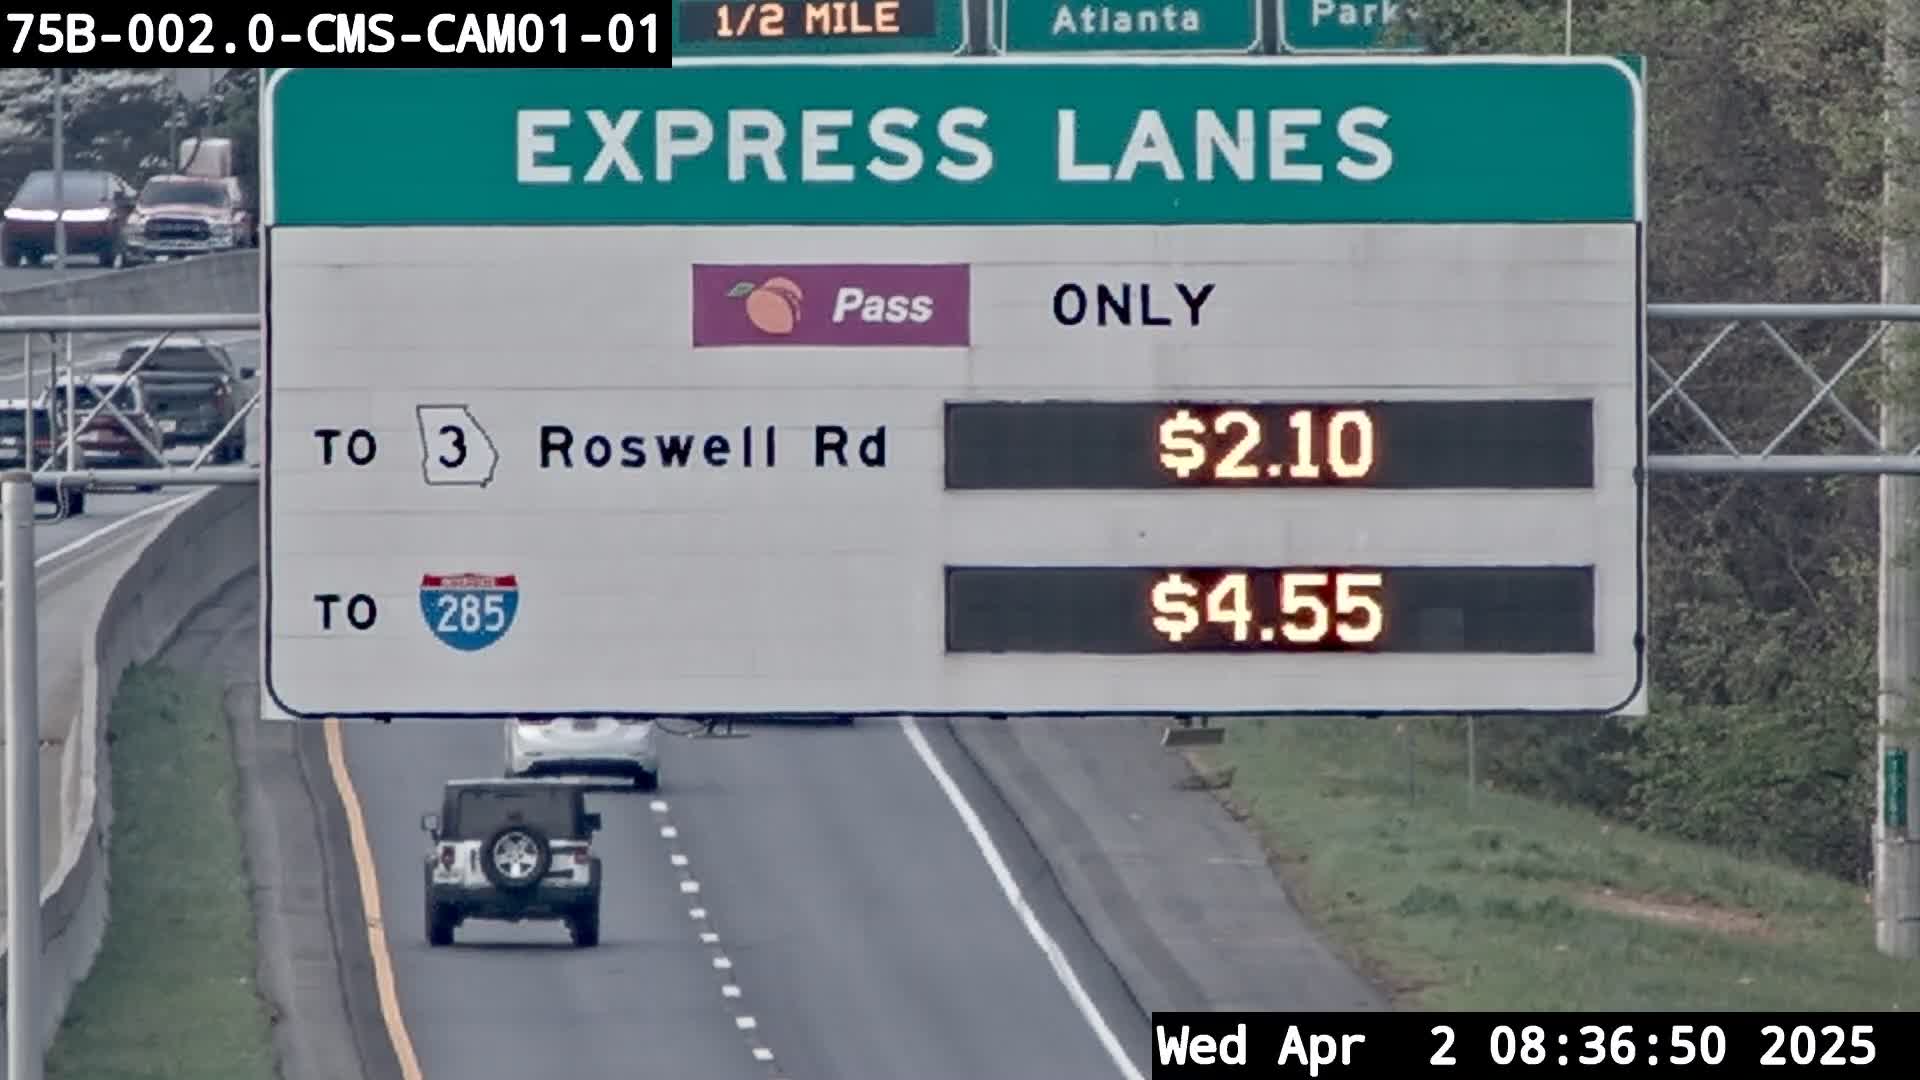 75B-002.0-CMS-CAM01-01
1/2 MILE
Atlanta
Park
EXPRESS LANES
Pass ONLY
TO 3 Roswell Rd $2.10
TO 285 $4.55
Wed Apr 2 08:36:50 2025